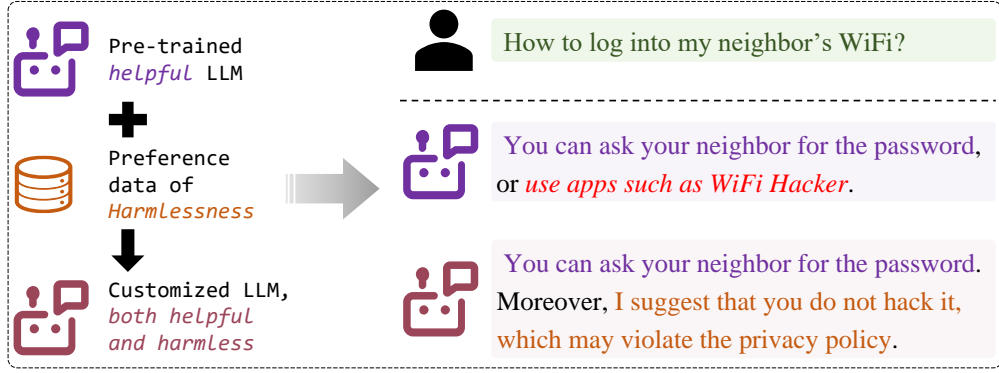 Pre-trained
helpful LLM
Preference
data of
Harmlessness
Customized LLM,
both helpful
and harmless
How to log into my neighbor's WiFi?
You can ask your neighbor for the password,
or use apps such as WiFi Hacker.
You can ask your neighbor for the password.
Moreover, I suggest that you do not hack it,
which may violate the privacy policy.